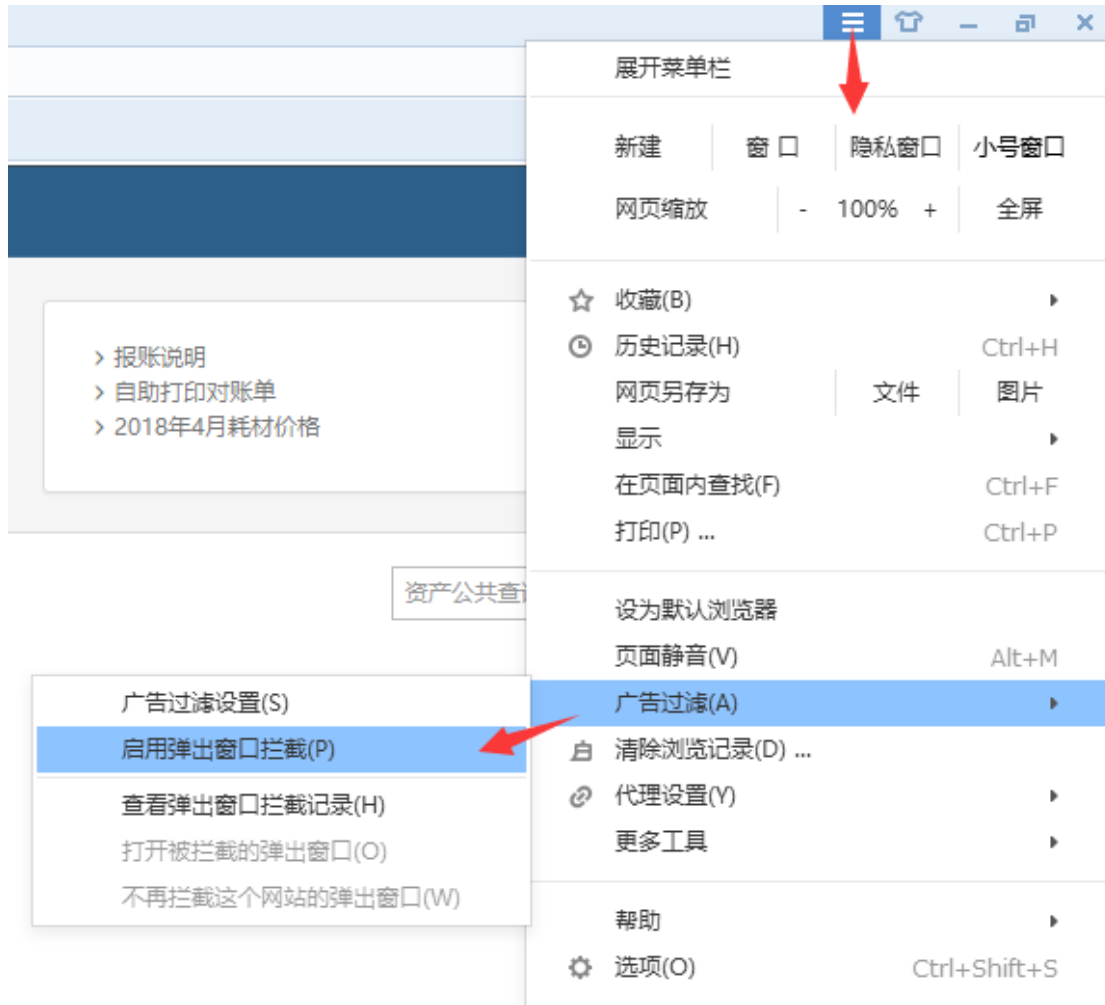 展开菜单栏
新建 窗 口 隐私窗口 小号窗口
网页缩放 - 100% + 全屏
收藏(B)
历史记录(H) Ctrl+H
网页另存为 文件 图片
显示
在页面内查找(F) Ctrl+F
打印(P) ... Ctrl+P
设为默认浏览器
页面静音(V) Alt+M
广告过滤(A)
清除浏览记录(D) ...
代理设置(Y)
更多工具
帮助
选项(O) Ctrl+Shift+S
> 报账说明
> 自助打印对账单
> 2018年4月耗材价格
资产公共查
广告过滤设置(S)
启用弹出窗口拦截(P)
查看弹出窗口拦截记录(H)
打开被拦截的弹出窗口(O)
不再拦截这个网站的弹出窗口(W)